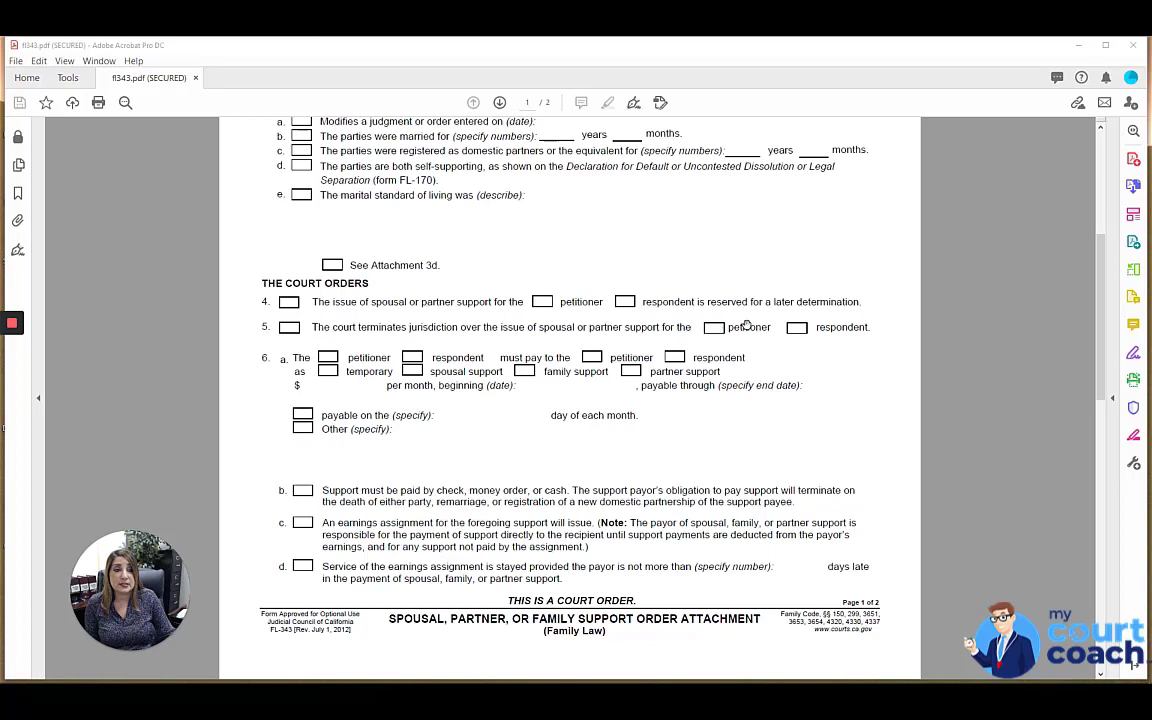 fl343.pdf (SECURED) - Adobe Acrobat Pro DC
File Edit View Window Help
Home Tools fl343.pdf (SECURED) ×
1 / 2
a. Modifies a judgment or order entered on (date):
b. The parties were married for (specify numbers): ______ years _____ months.
c. The parties were registered as domestic partners or the equivalent for (specify numbers):______ years _____ months.
d. The parties are both self-supporting, as shown on the Declaration for Default or Uncontested Dissolution or Legal
Separation (form FL-170).
e. The marital standard of living was (describe):
See Attachment 3d.
THE COURT ORDERS
4. The issue of spousal or partner support for the petitioner respondent is reserved for a later determination.
5. The court terminates jurisdiction over the issue of spousal or partner support for the petitioner respondent.
6. a. The petitioner respondent must pay to the petitioner respondent
as temporary spousal support family support partner support
$ per month, beginning (date): , payable through (specify end date):
payable on the (specify): day of each month.
Other (specify):
b. Support must be paid by check, money order, or cash. The support payor's obligation to pay support will terminate on
the death of either party, remarriage, or registration of a new domestic partnership of the support payee.
c. An earnings assignment for the foregoing support will issue. (Note: The payor of spousal, family, or partner support is
responsible for the payment of support directly to the recipient until support payments are deducted from the payor's
earnings, and for any support not paid by the assignment.)
d. Service of the earnings assignment is stayed provided the payor is not more than (specify number): days late
in the payment of spousal, family, or partner support.
THIS IS A COURT ORDER.
Page 1 of 2
Form Approved for Optional Use
Judicial Council of California
FL-343 [Rev. July 1, 2012]
SPOUSAL, PARTNER, OR FAMILY SUPPORT ORDER ATTACHMENT
(Family Law)
Family Code, §§ 150, 299, 3651,
3653, 3654, 4320, 4330, 4337
www.courts.ca.gov
my
court
coach